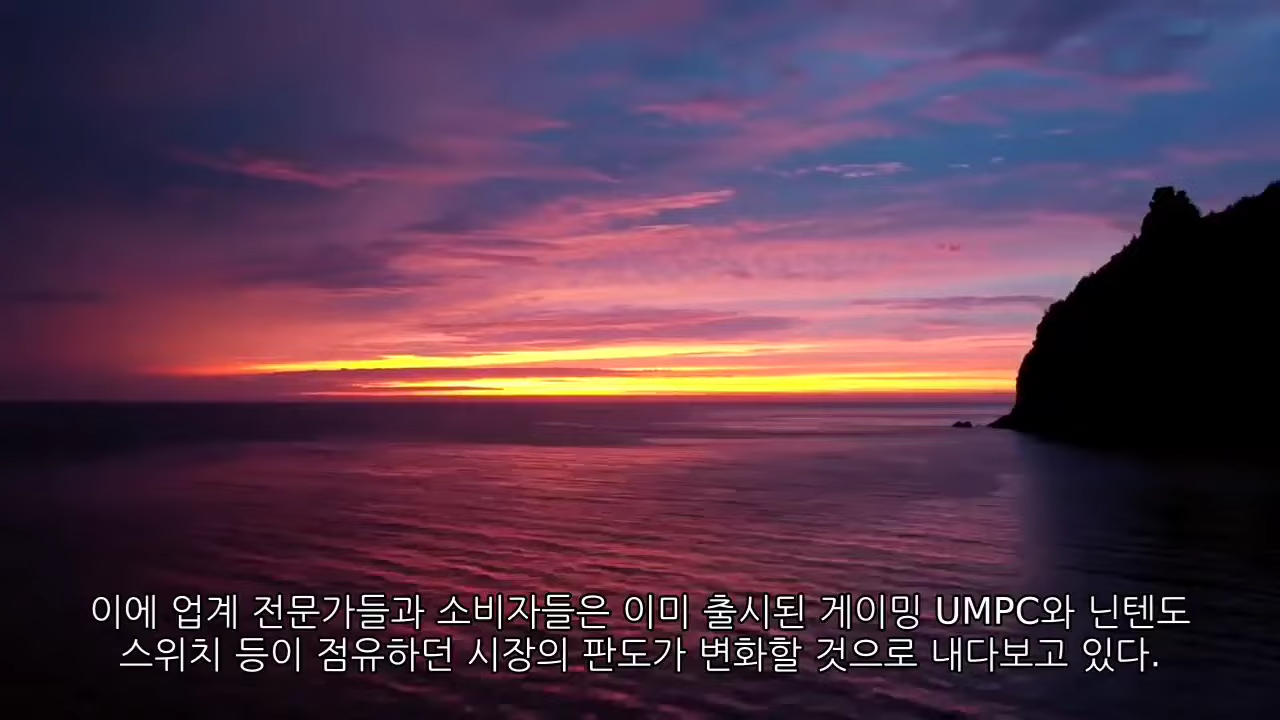 이에 업계 전문가들과 소비자들은 이미 출시된 게이밍 UMPC와 닌텐도
스위치 등이 점유하던 시장의 판도가 변화할 것으로 내다보고 있다.